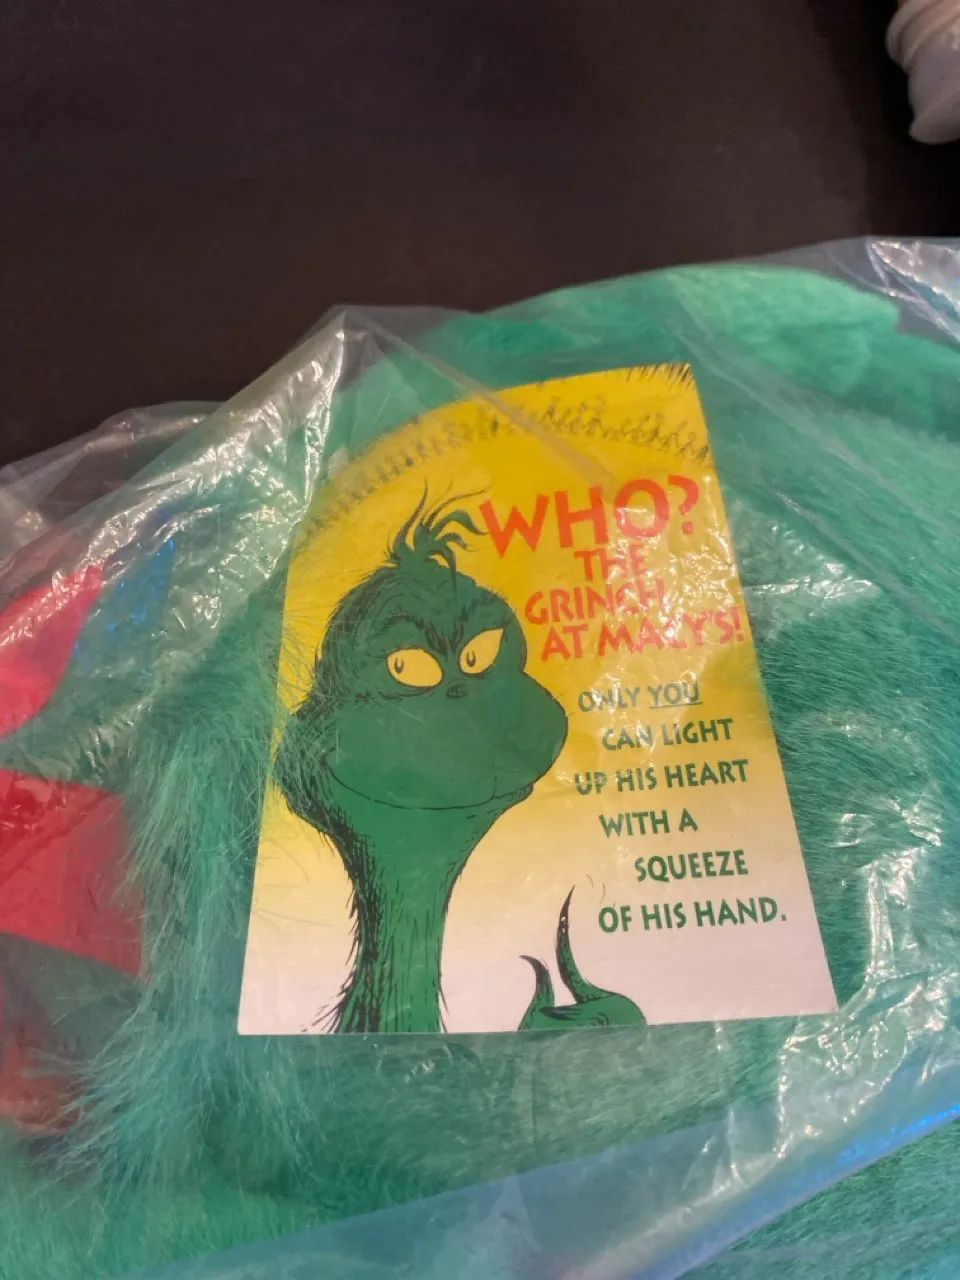 WHO?
THE
GRINCH
AT MACY'S!
ONLY YOU
CAN LIGHT
UP HIS HEART
WITH A
SQUEEZE
OF HIS HAND.